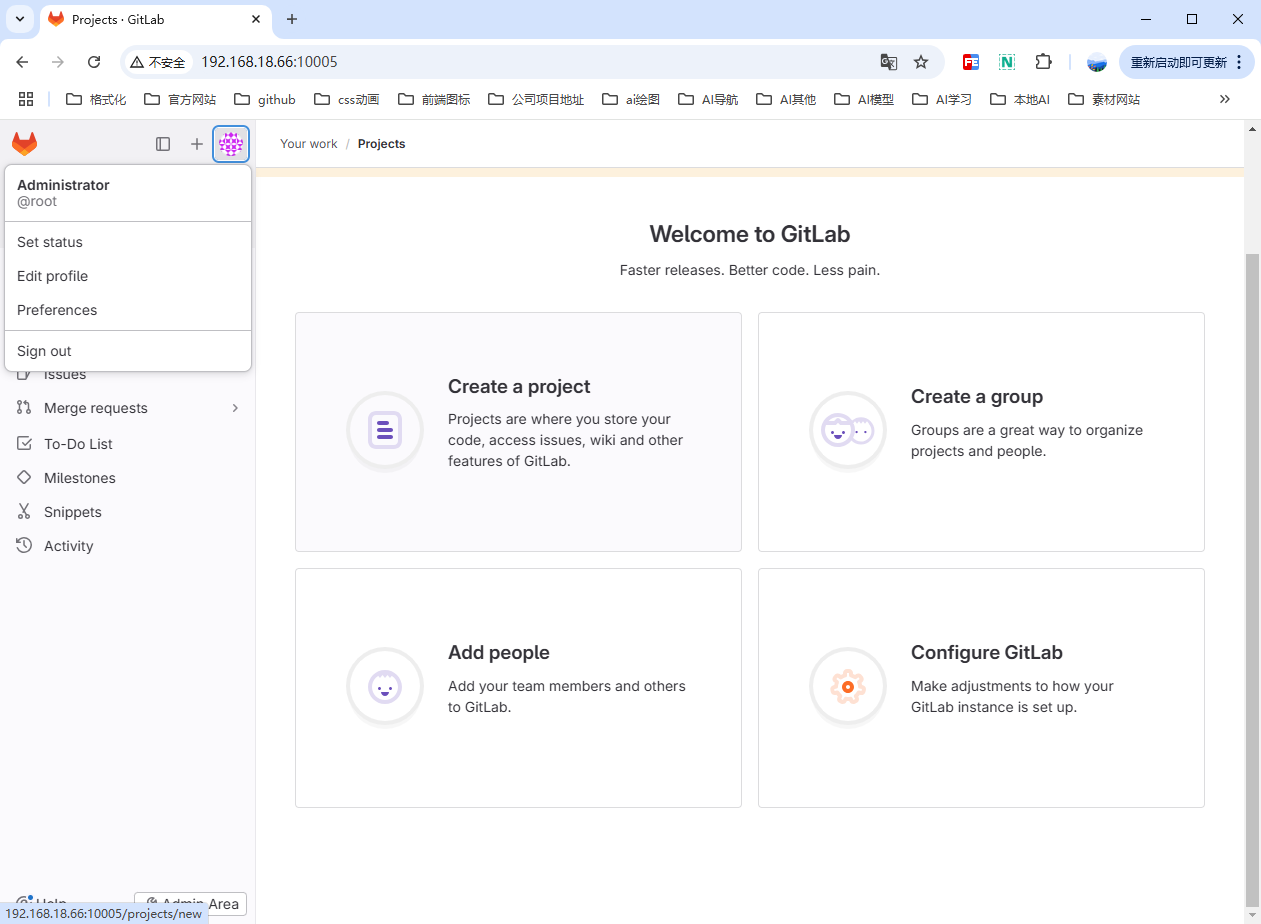 Projects · GitLab
不安全
192.168.18.66:10005
重新启动即可更新
格式化
官方网站
github
css动画
前端图标
公司项目地址
ai绘图
AI导航
AI其他
AI模型
AI学习
本地AI
素材网站
Your work / Projects
Administrator
@root
Set status
Edit profile
Preferences
Sign out
Issues
Merge requests
To-Do List
Milestones
Snippets
Activity
Help
Admin Area
192.168.18.66:10005/projects/new
Welcome to GitLab
Faster releases. Better code. Less pain.
Create a project
Projects are where you store your
code, access issues, wiki and other
features of GitLab.
Create a group
Groups are a great way to organize
projects and people.
Add people
Add your team members and others
to GitLab.
Configure GitLab
Make adjustments to how your
GitLab instance is set up.